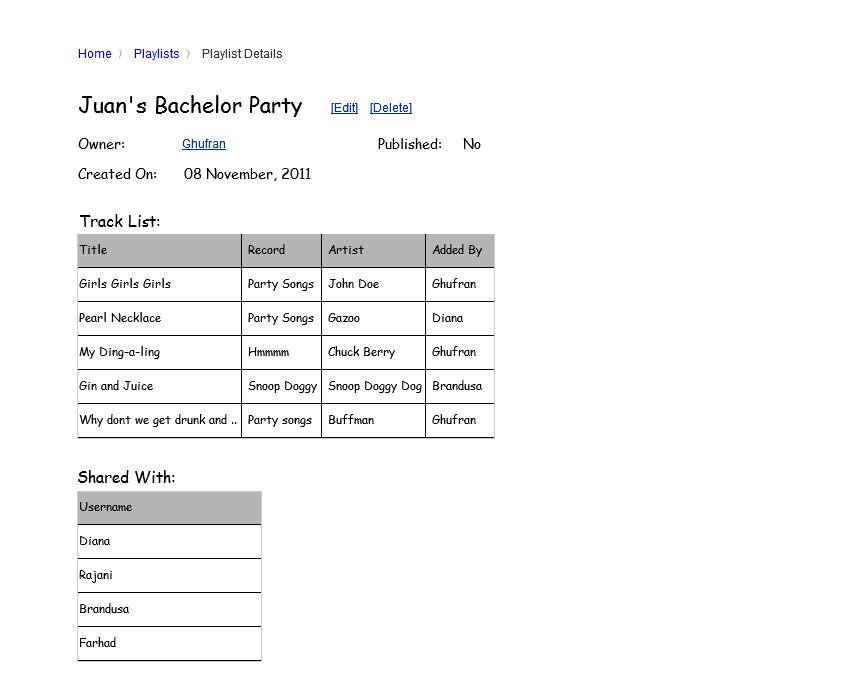 Home 〉 Playlists 〉 Playlist Details
Juan's Bachelor Party [Edit] [Delete]
Owner: Ghufran Published: No
Created On: 08 November, 2011
Track List:
Title Record Artist Added By
Girls Girls Girls Party Songs John Doe Ghufran
Pearl Necklace Party Songs Gazoo Diana
My Ding-a-ling Hmmmm Chuck Berry Ghufran
Gin and Juice Snoop Doggy Snoop Doggy Dog Brandusa
Why dont we get drunk and .. Party songs Buffman Ghufran
Shared With:
Username
Diana
Rajani
Brandusa
Farhad